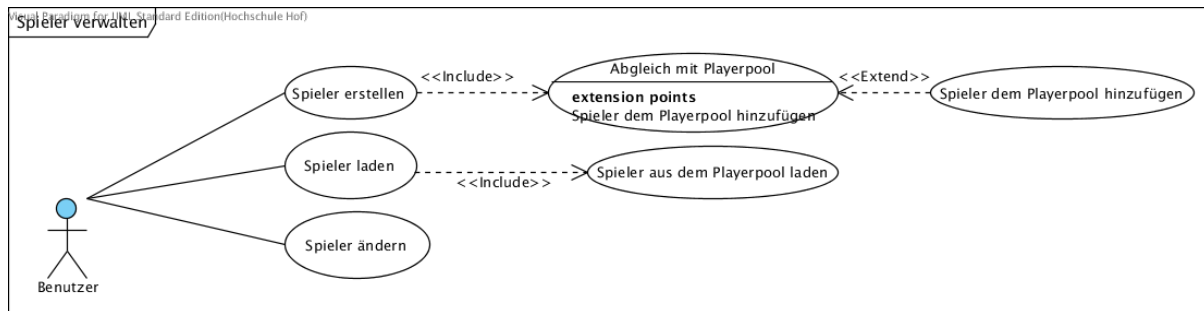 Visual Paradigm for UML Standard Edition(Hochschule Hof)
Spieler verwalten
Spieler erstellen
<<Include>>
Abgleich mit Playerpool
extension points
Spieler dem Playerpool hinzufügen
<<Extend>>
Spieler dem Playerpool hinzufügen
Spieler laden
<<Include>>
Spieler aus dem Playerpool laden
Spieler ändern
Benutzer